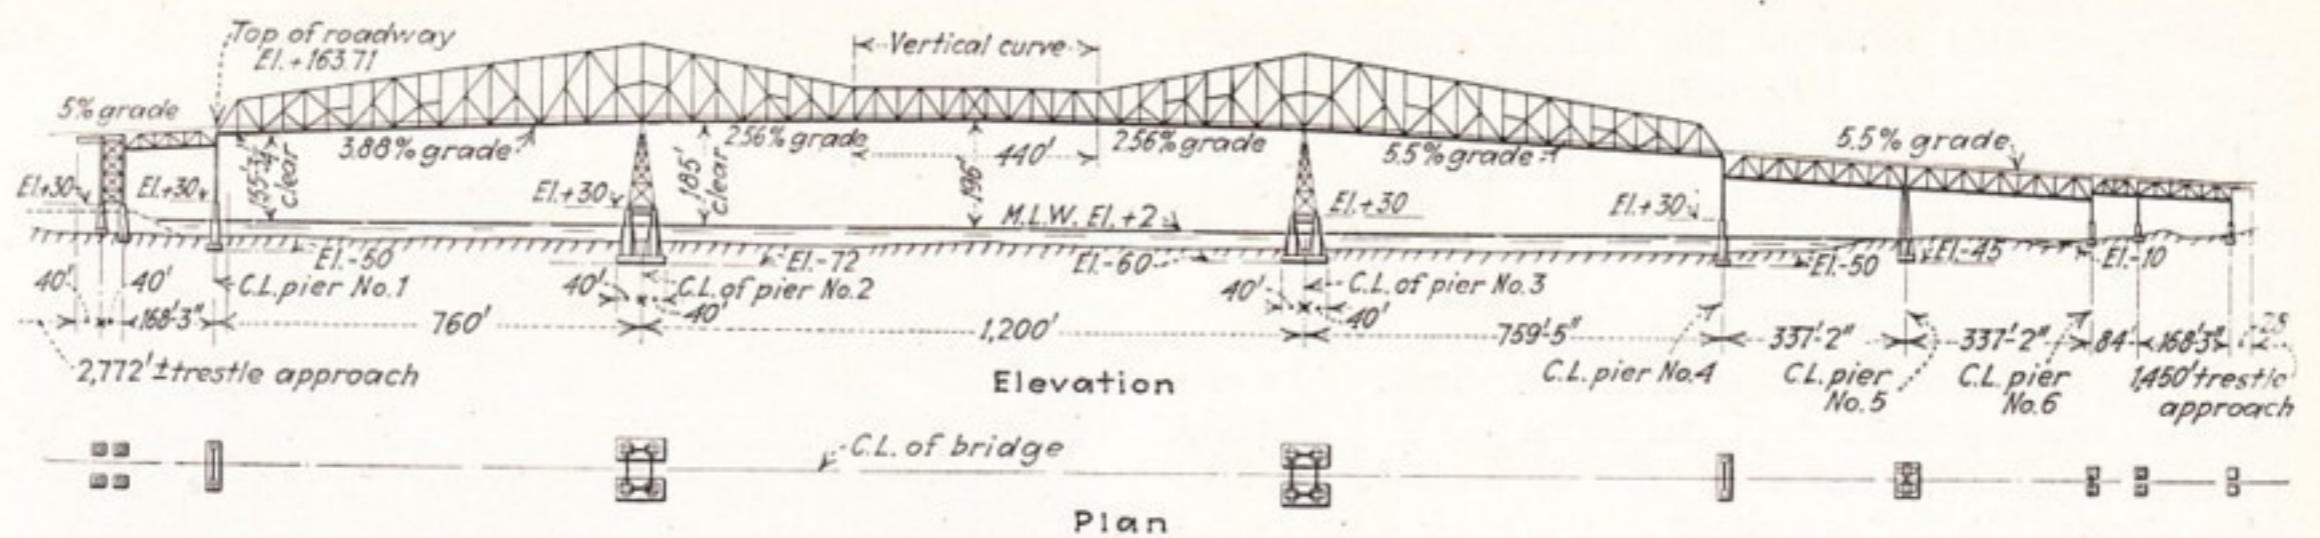 Top of roadway
El.+163.71
Vertical curve
5% grade
3.88% grade
2.56% grade
440'
2.56% grade
5.5% grade
5.5% grade
El.+30
El.+30
clear
El.+30
185'
clear
196'
M.L.W. El.+2
El.+30
El.+30
El.-50
El.-72
El.-60
El.-50
El.-45
El.-10
40'
40'
C.L. pier No.1
40'
C.L. of pier No.2
40'
40'
C.L. of pier No.3
40'
168'-3"
760'
1,200'
759'-5"
337'-2"
337'-2"
84'
168'-3"
2,772' ± trestle approach
Elevation
C.L. pier No.4
C.L. pier
No.5
C.L. pier
No.6
1,450' trestle
approach
C.L. of bridge
Plan